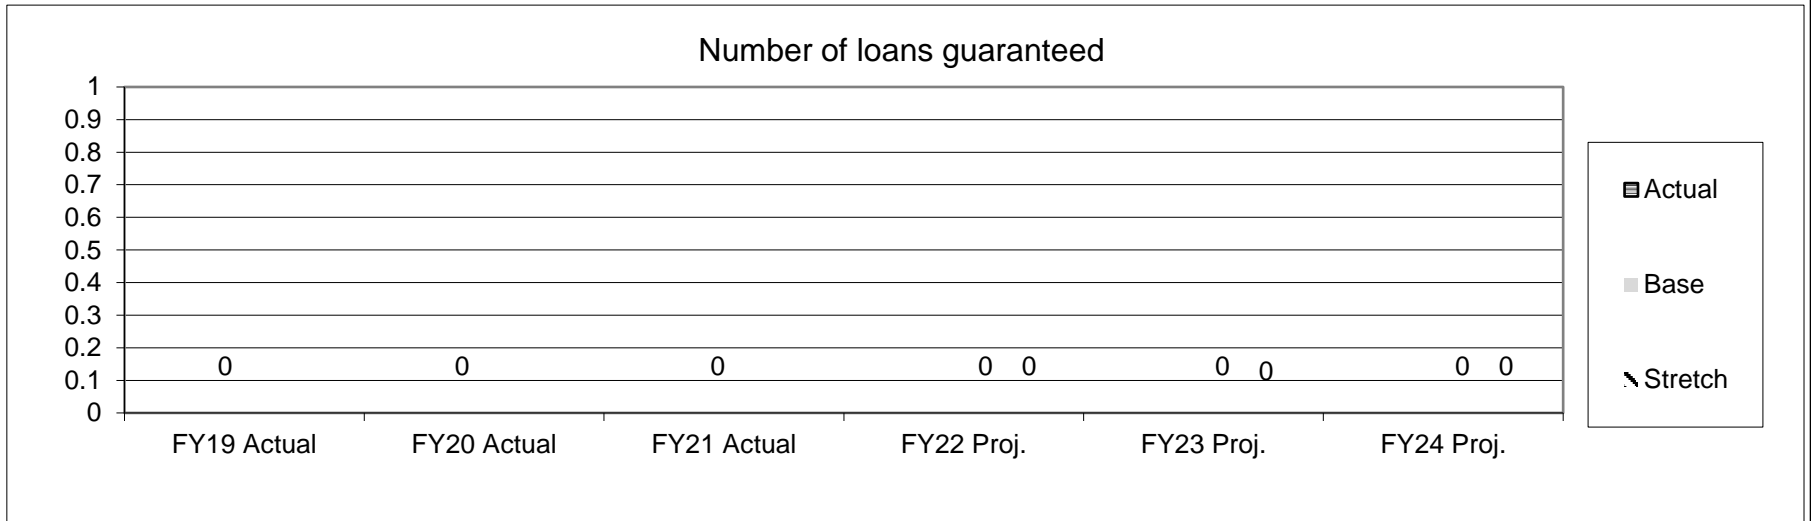 Number of loans guaranteed
1
0.9
0.8
0.7
0.6
0.5
0.4
0.3
0.2
0.1
0
0 0 0 0 0 0 0 0 0
FY19 Actual FY20 Actual FY21 Actual FY22 Proj. FY23 Proj. FY24 Proj.
Actual
Base
Stretch